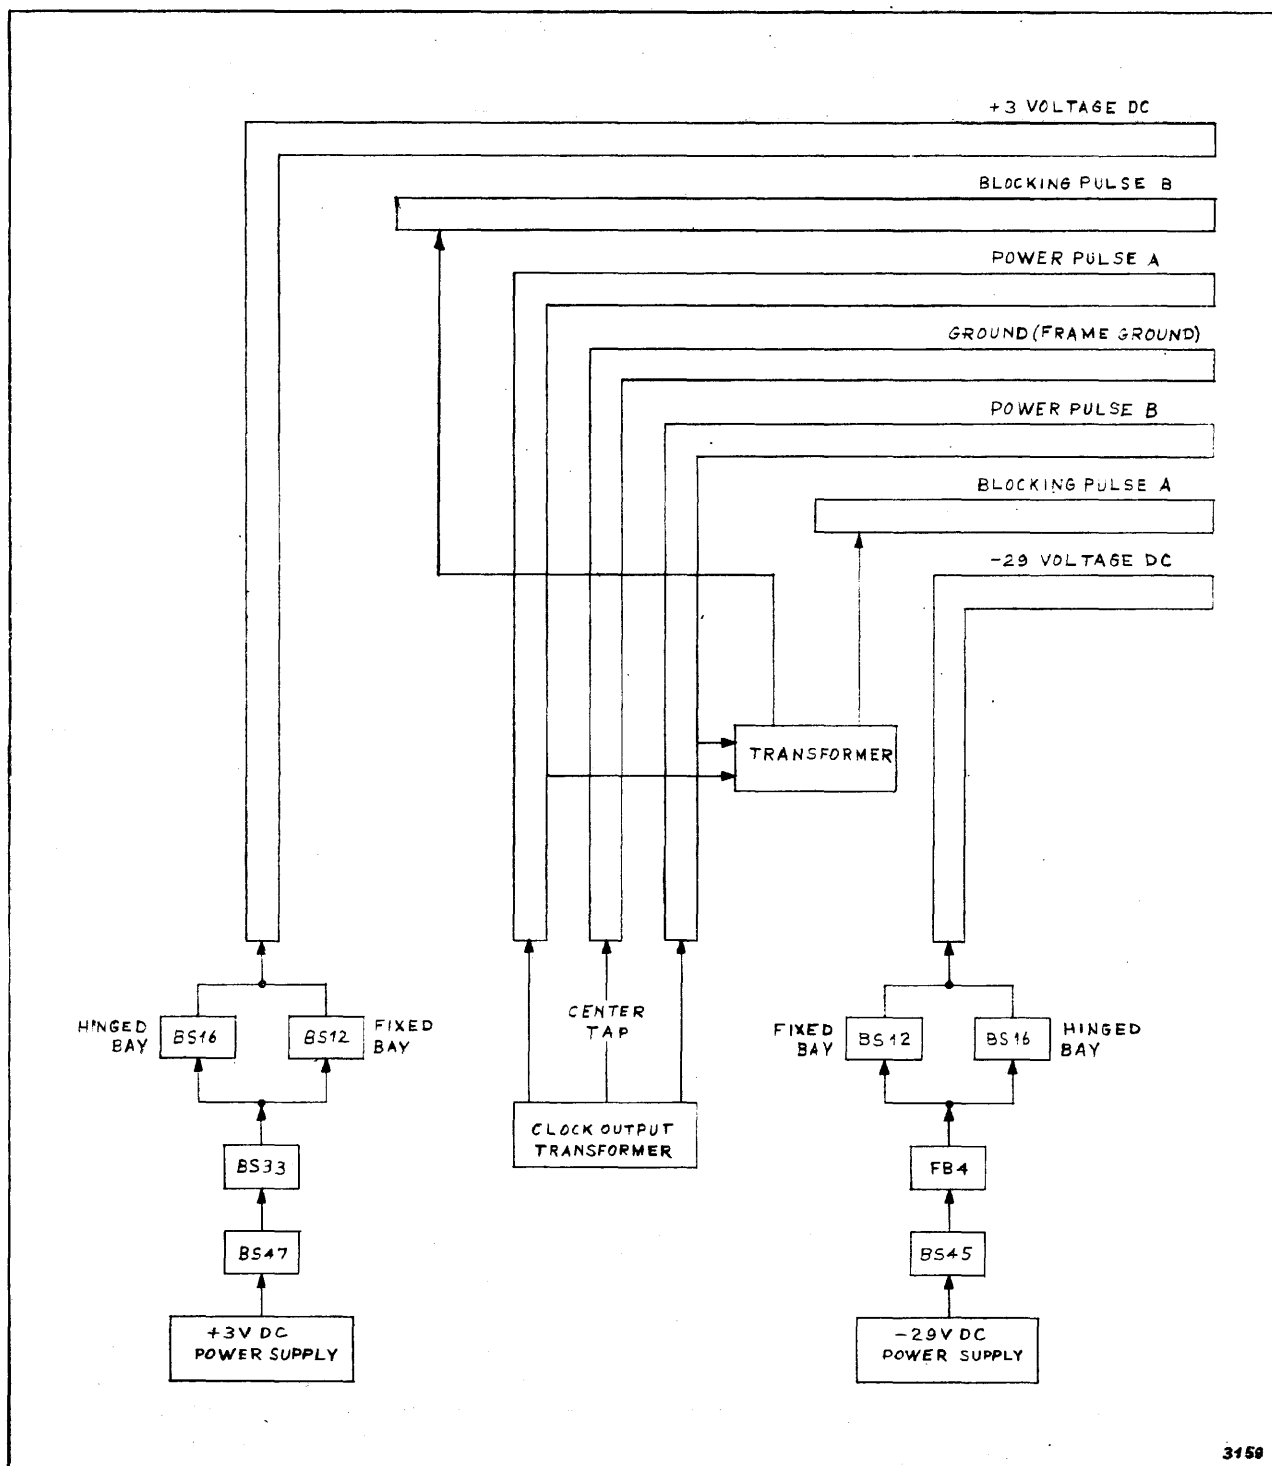 +3 VOLTAGE DC
BLOCKING PULSE B
POWER PULSE A
GROUND (FRAME GROUND)
POWER PULSE B
BLOCKING PULSE A
-29 VOLTAGE DC
TRANSFORMER
HINGED
BAY
BS16
BS12
FIXED
BAY
CENTER
TAP
FIXED
BAY
BS12
BS16
HINGED
BAY
CLOCK OUTPUT
TRANSFORMER
BS33
FB4
BS47
BS45
+3V DC
POWER SUPPLY
-29V DC
POWER SUPPLY
3159